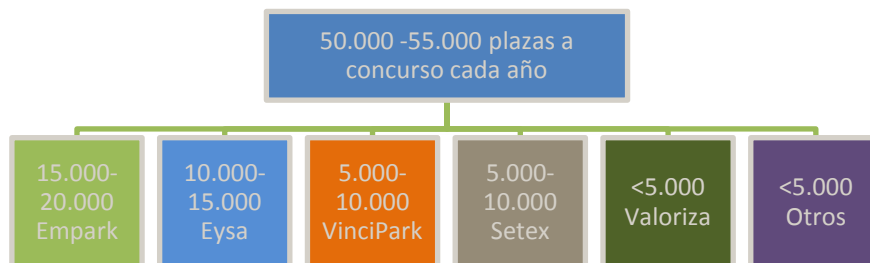 50.000 -55.000 plazas a
concurso cada año
15.000-
20.000
Empark
10.000-
15.000
Eysa
5.000-
10.000
VinciPark
5.000-
10.000
Setex
<5.000
Valoriza
<5.000
Otros